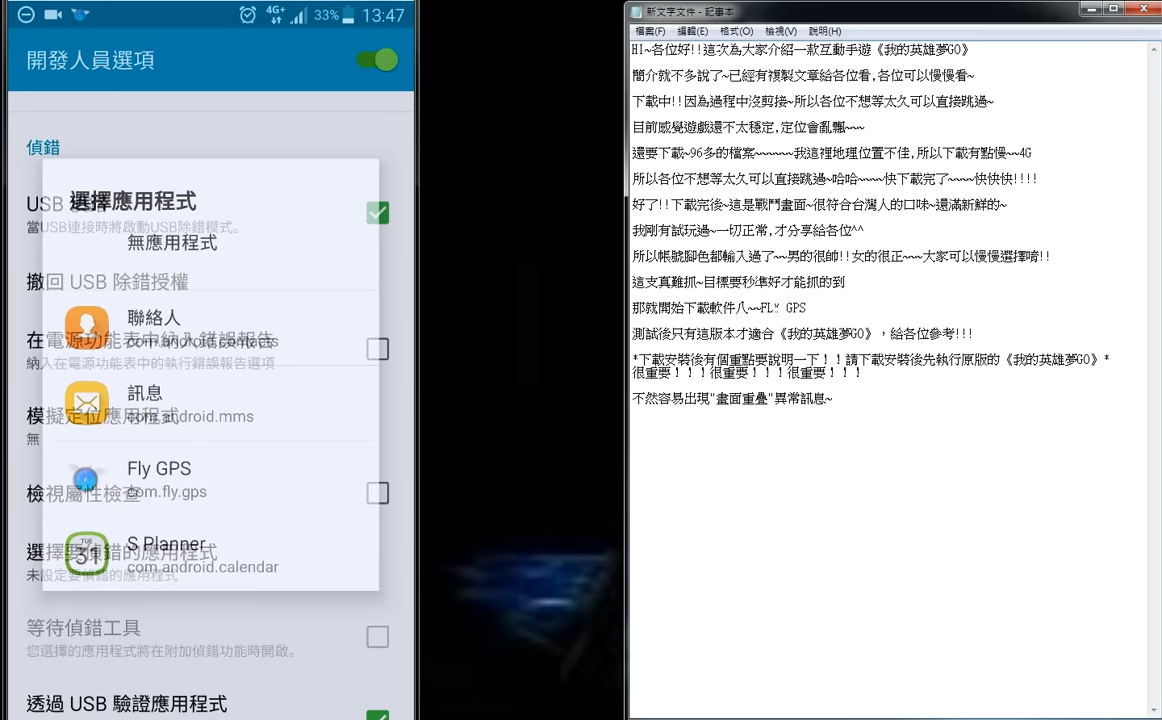 33% 13:47
開發人員選項
偵錯
USB 除錯
當USB連接時將啟動USB除錯模式。
撤回 USB 除錯授權
在電源功能表中納入錯誤報告
納入在電源功能表中的執行錯誤報告選項
模擬定位應用程式
無
檢視屬性檢查
選擇要偵錯的應用程式
未設定要偵錯的應用程式
等待偵錯工具
您選擇的應用程式將在附加偵錯功能時開啟。
透過 USB 驗證應用程式
選擇應用程式
無應用程式
聯絡人
com.android.contacts
訊息
com.android.mms
Fly GPS
com.fly.gps
TUE
31
S Planner
com.android.calendar
新文字文件 - 記事本
檔案(F) 編輯(E) 格式(O) 檢視(V) 說明(H)
HI~各位好!!這次為大家介紹一款互動手遊《我的英雄夢GO》
簡介就不多說了~已經有複製文章給各位看,各位可以慢慢看~
下載中!!因為過程中沒剪接~所以各位不想等太久可以直接跳過~
目前感覺遊戲還不太穩定,定位會亂飄~~~
還要下載~96多的檔案~~~~~~我這裡地理位置不佳,所以下載有點慢~~4G
所以各位不想等太久可以直接跳過~哈哈~~~~快下載完了~~~~快快快!!!!
好了!!下載完後~這是戰鬥畫面~很符合台灣人的口味~還滿新鮮的~
我剛有試玩過~一切正常,才分享給各位^^
所以帳號腳色都輸入過了~~男的很帥!!女的很正~~~大家可以慢慢選擇唷!!
這支真難抓~目標要秒準好才能抓的到
那就開始下載軟件八~~FLY GPS
測試後只有這版本才適合《我的英雄夢GO》，給各位參考!!!
*下載安裝後有個重點要說明一下！！請下載安裝後先執行原版的《我的英雄夢GO》*
很重要！！！很重要！！！很重要！！！
不然容易出現"畫面重疊"異常訊息~